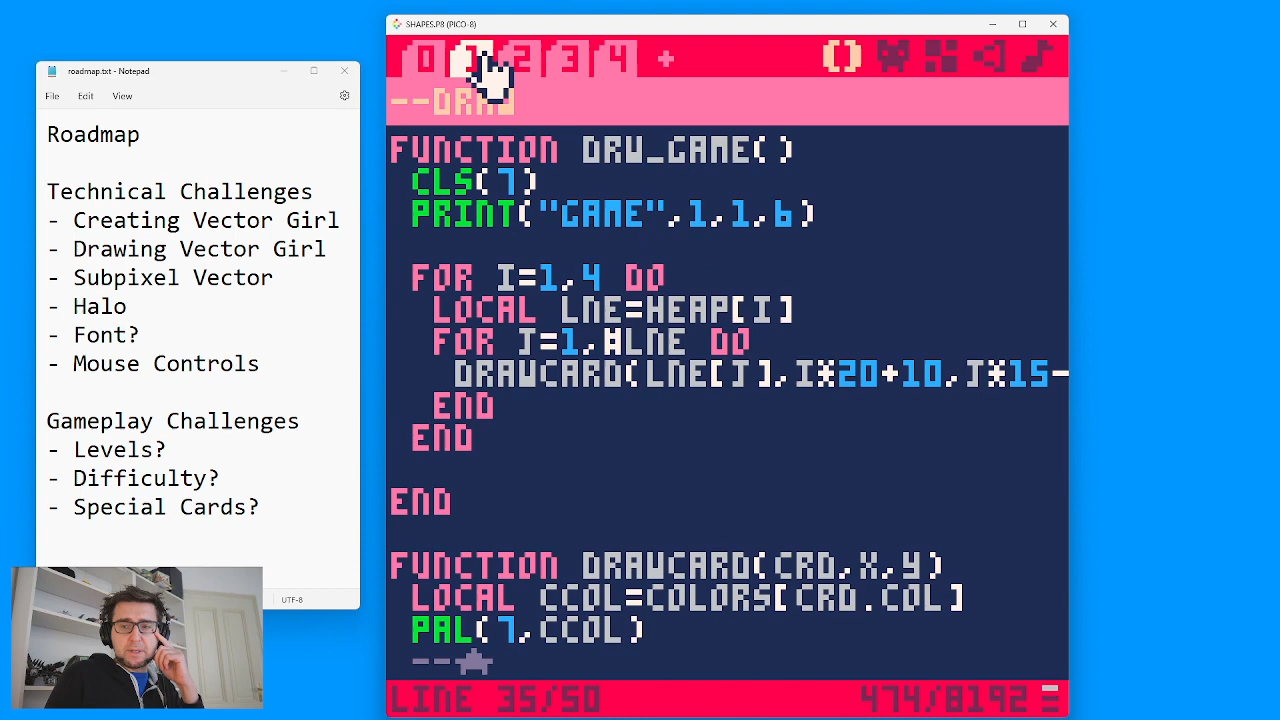 roadmap.txt - Notepad
File Edit View
Roadmap
Technical Challenges
- Creating Vector Girl
- Drawing Vector Girl
- Subpixel Vector
- Halo
- Font?
- Mouse Controls
Gameplay Challenges
- Levels?
- Difficulty?
- Special Cards?
UTF-8
SHAPES.P8 (PICO-8)
0 1 2 3 4 +
--DRAW
FUNCTION DRW_GAME()
CLS(7)
PRINT("GAME",1,1,6)
FOR I=1,4 DO
LOCAL LNE=HEAP[I]
FOR J=1,#LNE DO
DRAWCARD(LNE[J],I*20+10,J*15-
END
END
END
FUNCTION DRAWCARD(CRD,X,Y)
LOCAL CCOL=COLORS[CRD.COL]
PAL(7,CCOL)
--★
LINE 35/50
474/8192